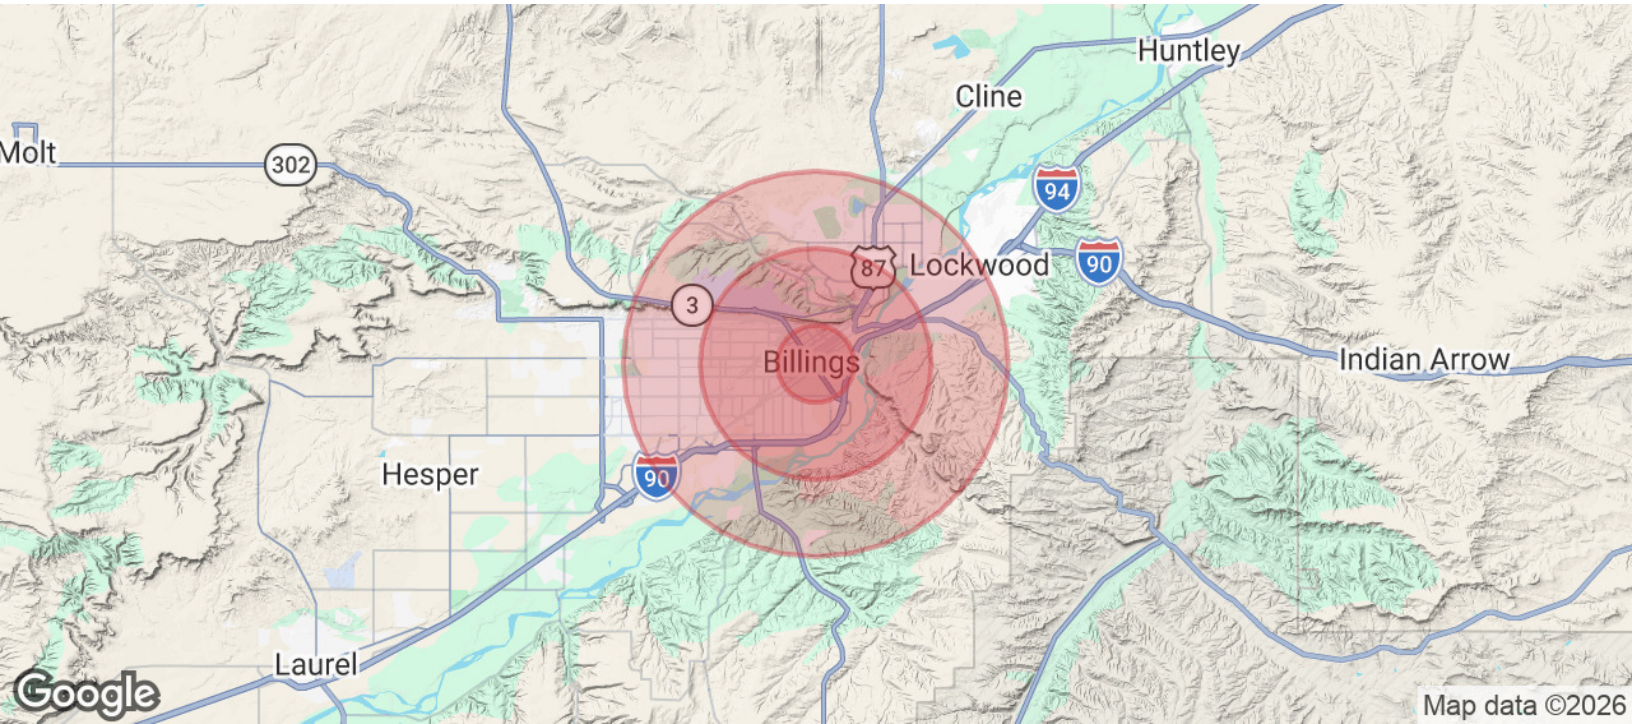 Huntley
Cline
Molt
302
94
87
Lockwood
90
3
Billings
Indian Arrow
Hesper
90
Laurel
Google
Map data ©2026